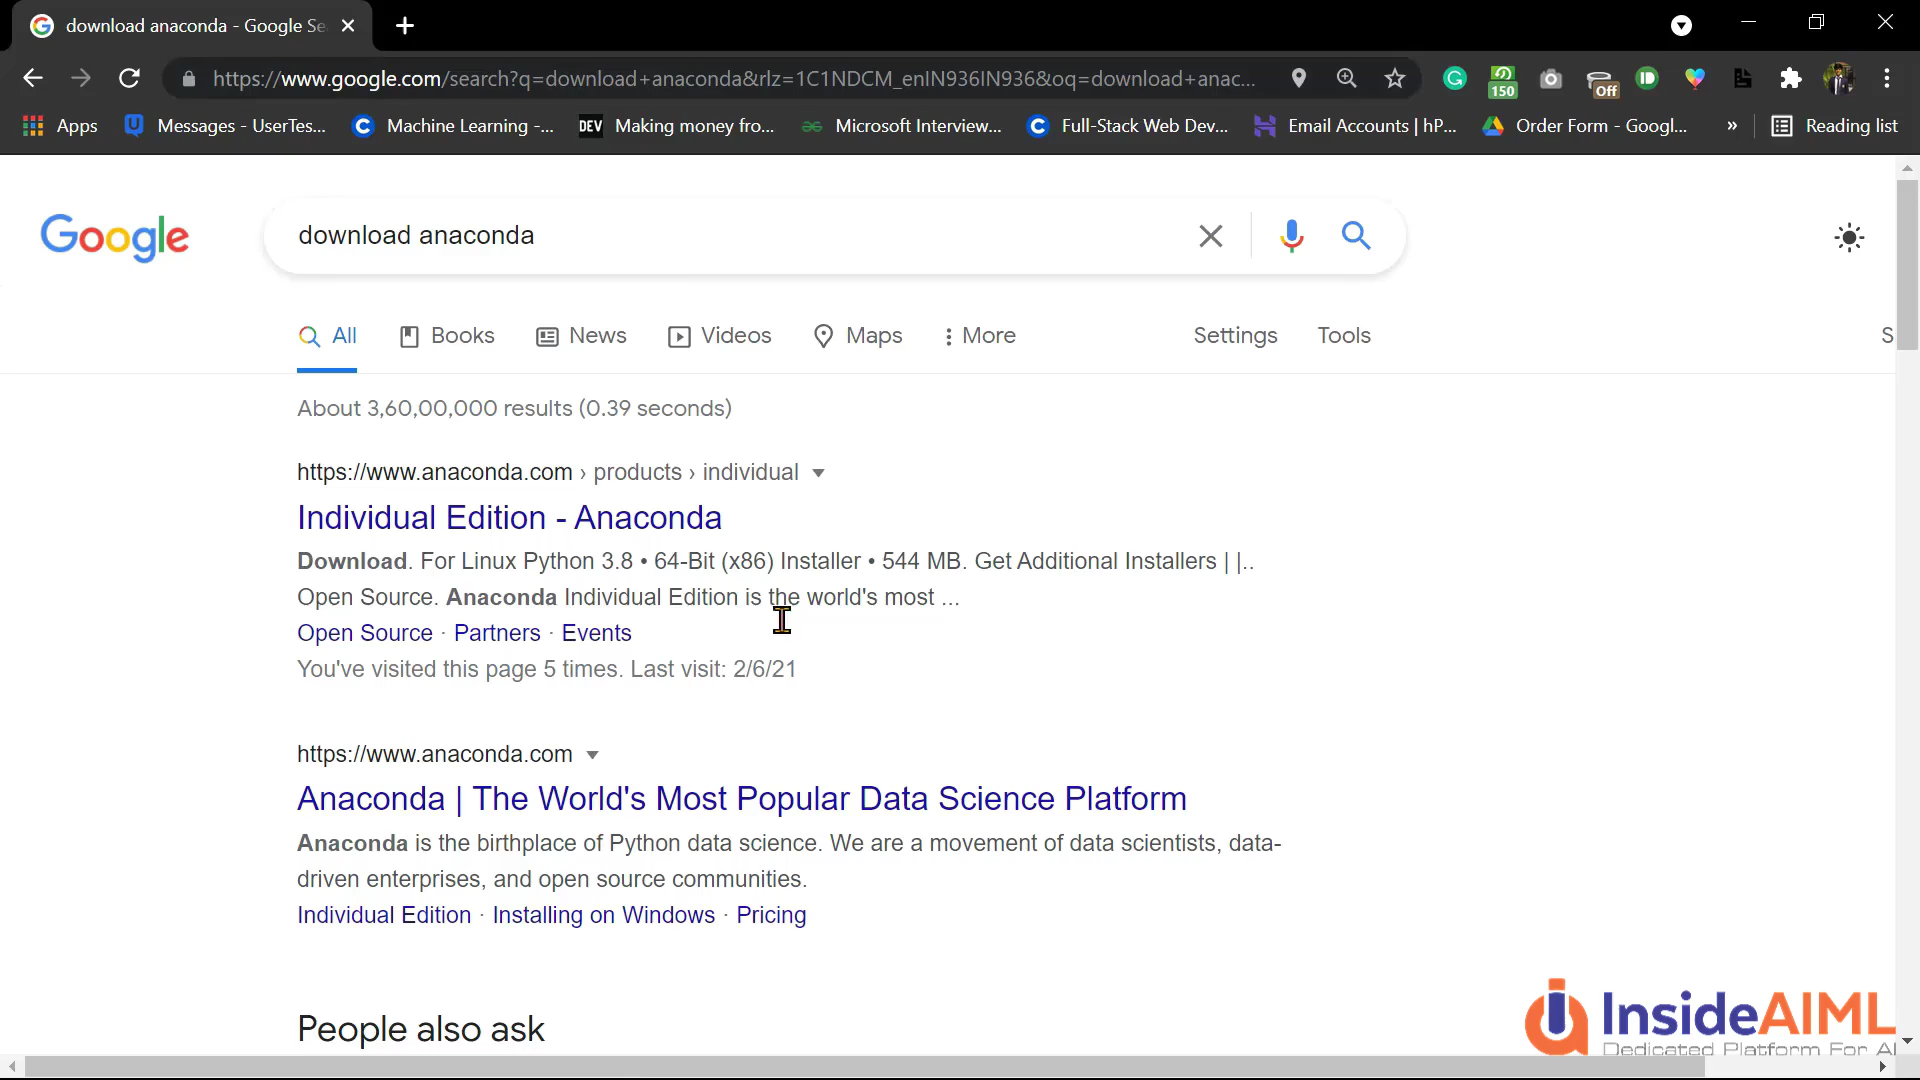 download anaconda - Google Se
https://www.google.com/search?q=download+anaconda&rlz=1C1NDCM_enIN936IN936&oq=download+anac...
150
Off
Apps
Messages - UserTes...
Machine Learning -...
DEV
Making money fro...
Microsoft Interview...
Full-Stack Web Dev...
Email Accounts | hP...
Order Form - Googl...
»
Reading list
Google
download anaconda
All
Books
News
Videos
Maps
More
Settings
Tools
S
About 3,60,00,000 results (0.39 seconds)
https://www.anaconda.com › products › individual
Individual Edition - Anaconda
Download. For Linux Python 3.8 • 64-Bit (x86) Installer • 544 MB. Get Additional Installers | |..
Open Source. Anaconda Individual Edition is the world's most ...
Open Source · Partners · Events
You've visited this page 5 times. Last visit: 2/6/21
https://www.anaconda.com
Anaconda | The World's Most Popular Data Science Platform
Anaconda is the birthplace of Python data science. We are a movement of data scientists, data-
driven enterprises, and open source communities.
Individual Edition · Installing on Windows · Pricing
People also ask
InsideAIML
Dedicated Platform For AI